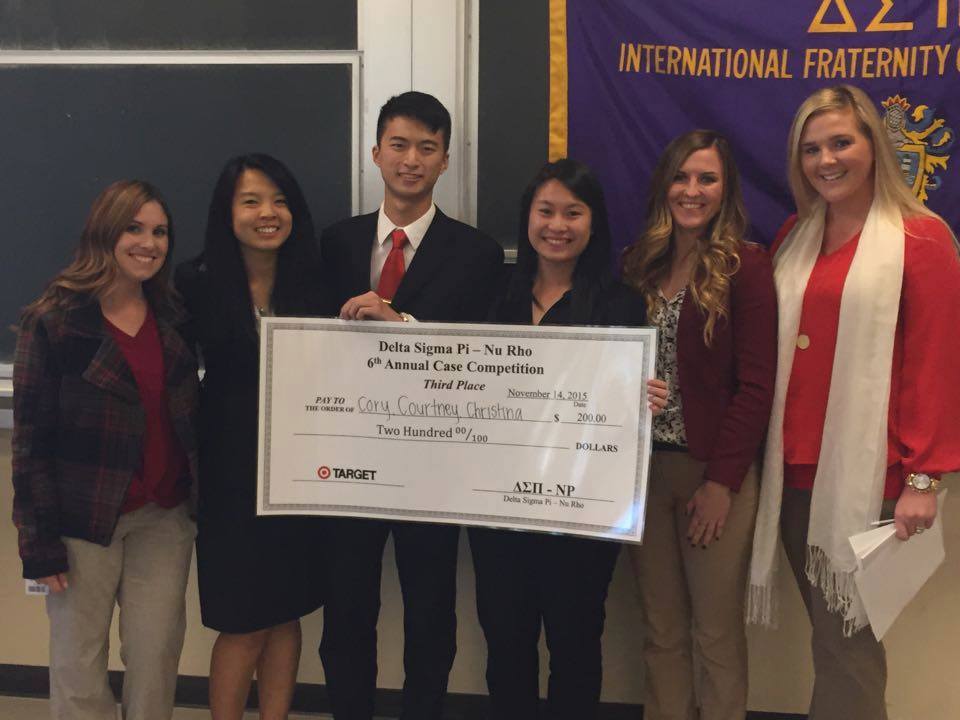 ΔΣΠ
INTERNATIONAL FRATERNITY
Delta Sigma Pi – Nu Rho
6th Annual Case Competition
Third Place
November 14, 2015
Date
PAY TO
THE ORDER OF Cory, Courtney, Christina $ 200.00
Two Hundred 00/100 DOLLARS
TARGET
ΔΣΠ - NP
Delta Sigma Pi – Nu Rho